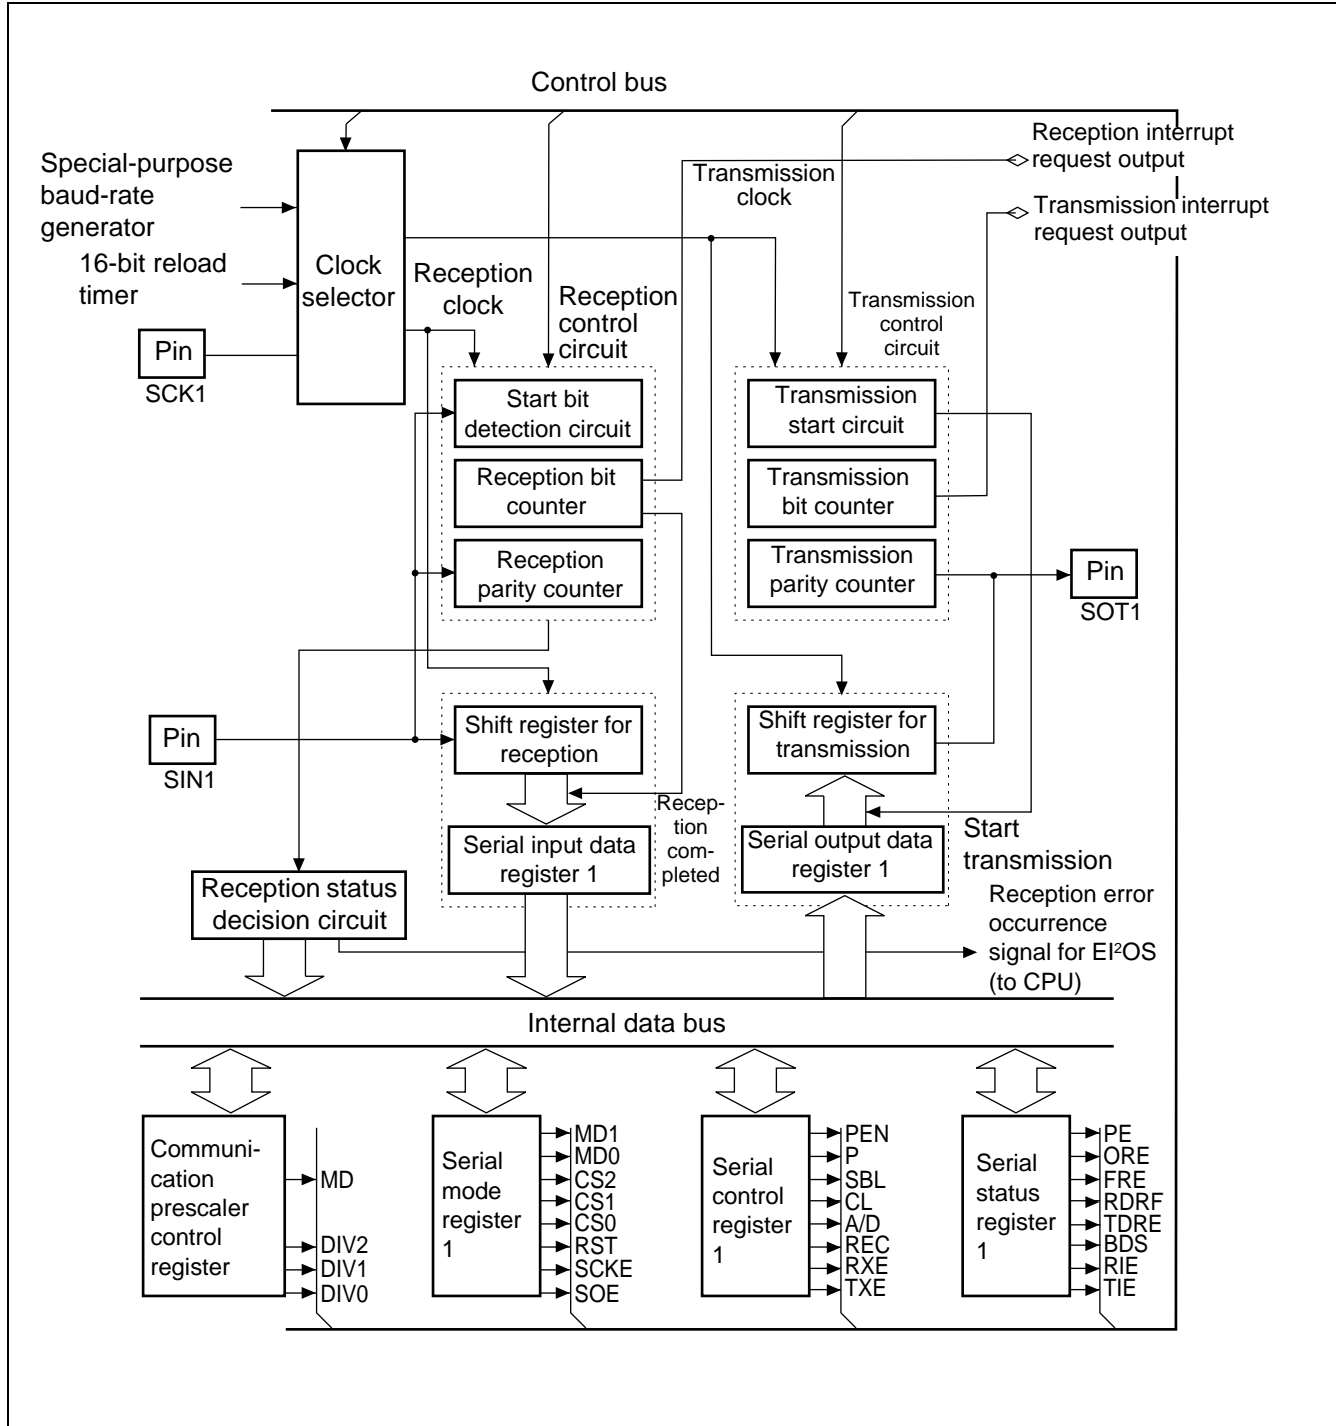 Control bus
Reception interrupt
request output
Transmission
clock
Transmission interrupt
request output
Special-purpose
baud-rate
generator
16-bit reload
timer
Clock
selector
Reception
clock
Reception
control
circuit
Transmission
control
circuit
Pin
SCK1
Start bit
detection circuit
Transmission
start circuit
Reception bit
counter
Transmission
bit counter
Reception
parity counter
Transmission
parity counter
Pin
SOT1
Pin
SIN1
Shift register for
reception
Shift register for
transmission
Recep-
tion
com-
pleted
Serial input data
register 1
Serial output data
register 1
Start
transmission
Reception status
decision circuit
Reception error
occurrence
signal for EI²OS
(to CPU)
Internal data bus
Communi-
cation
prescaler
control
register
MD
DIV2
DIV1
DIV0
Serial
mode
register
1
MD1
MD0
CS2
CS1
CS0
RST
SCKE
SOE
Serial
control
register
1
PEN
P
SBL
CL
A/D
REC
RXE
TXE
Serial
status
register
1
PE
ORE
FRE
RDRF
TDRE
BDS
RIE
TIE